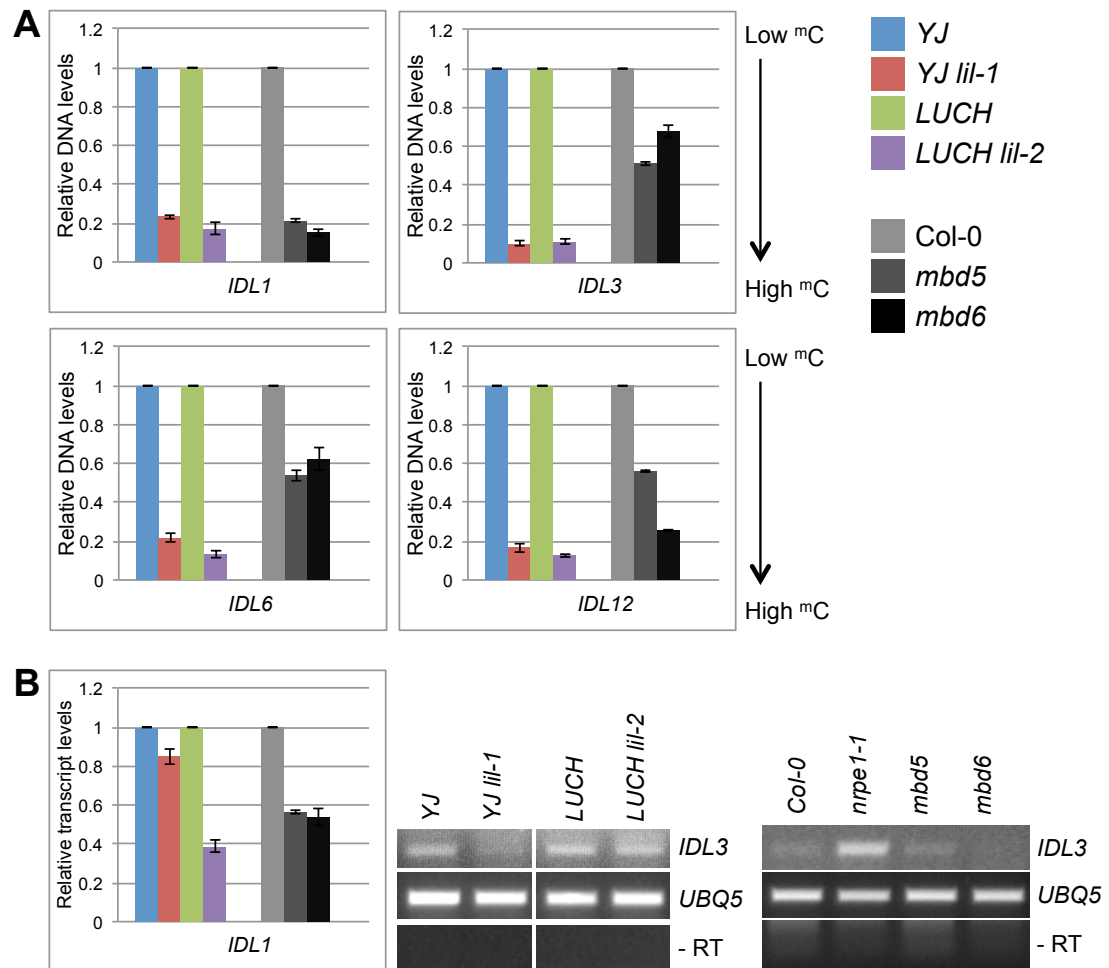 A
Relative DNA levels
1.2
1
0.8
0.6
0.4
0.2
0
IDL1
Relative DNA levels
1.2
1
0.8
0.6
0.4
0.2
0
IDL3
Low mC
High mC
YJ
YJ lil-1
LUCH
LUCH lil-2
Col-0
mbd5
mbd6
Relative DNA levels
1.2
1
0.8
0.6
0.4
0.2
0
IDL6
Relative DNA levels
1.2
1
0.8
0.6
0.4
0.2
0
IDL12
Low mC
High mC
B
Relative transcript levels
1.2
1
0.8
0.6
0.4
0.2
0
IDL1
YJ
YJ lil-1
LUCH
LUCH lil-2
IDL3
UBQ5
- RT
Col-0
nrpe1-1
mbd5
mbd6
IDL3
UBQ5
- RT